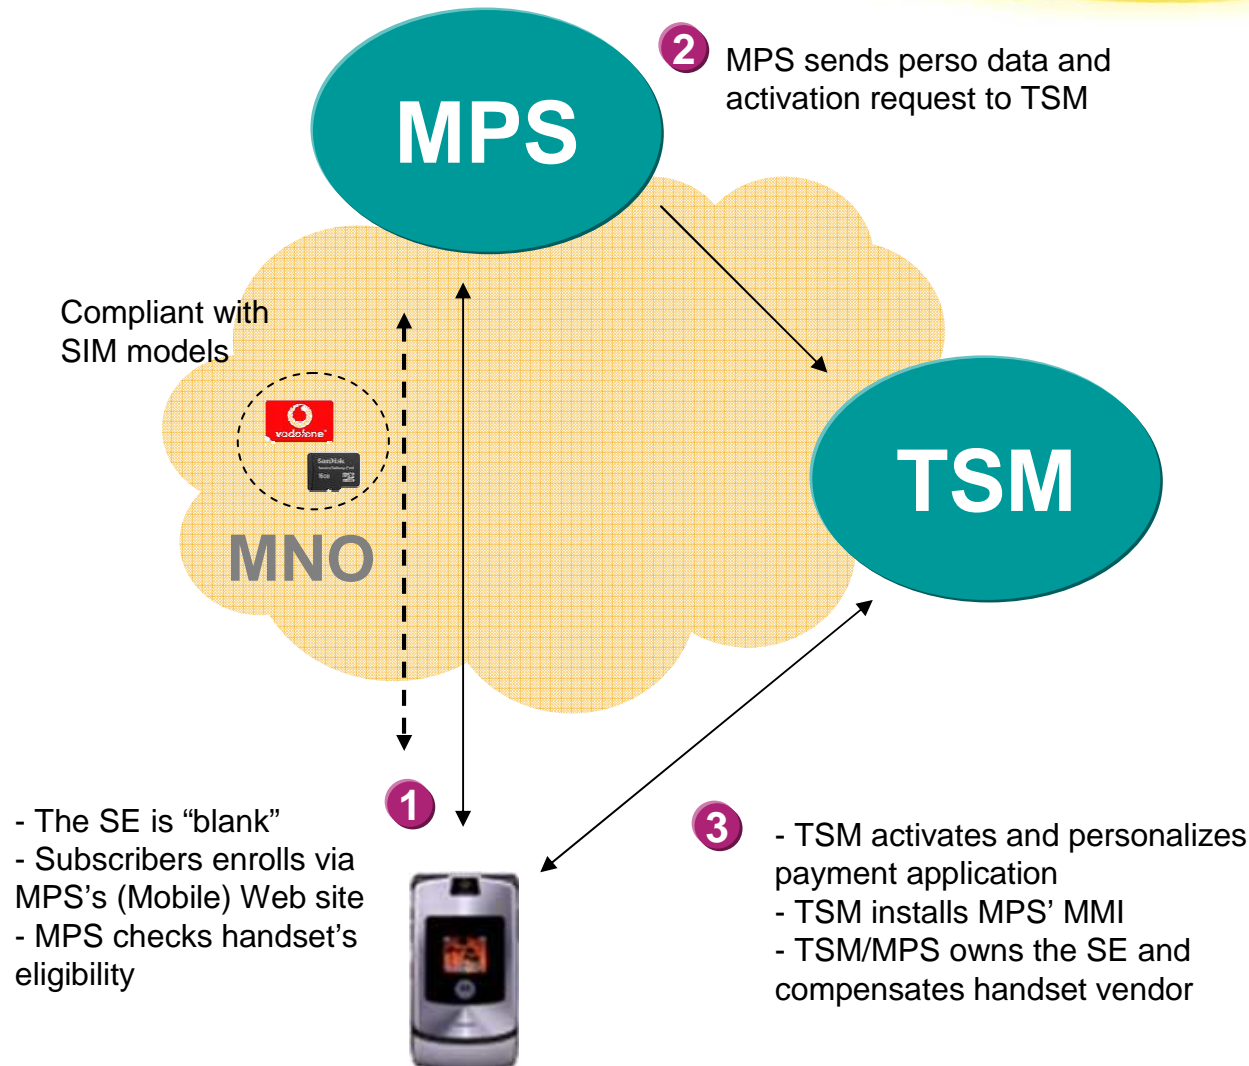 MPS
2
MPS sends perso data and
activation request to TSM
Compliant with
SIM models
vodafone
SanDisk
16GB
MNO
TSM
1
- The SE is “blank”
- Subscribers enrolls via
MPS’s (Mobile) Web site
- MPS checks handset’s
eligibility
3
- TSM activates and personalizes
payment application
- TSM installs MPS’ MMI
- TSM/MPS owns the SE and
compensates handset vendor